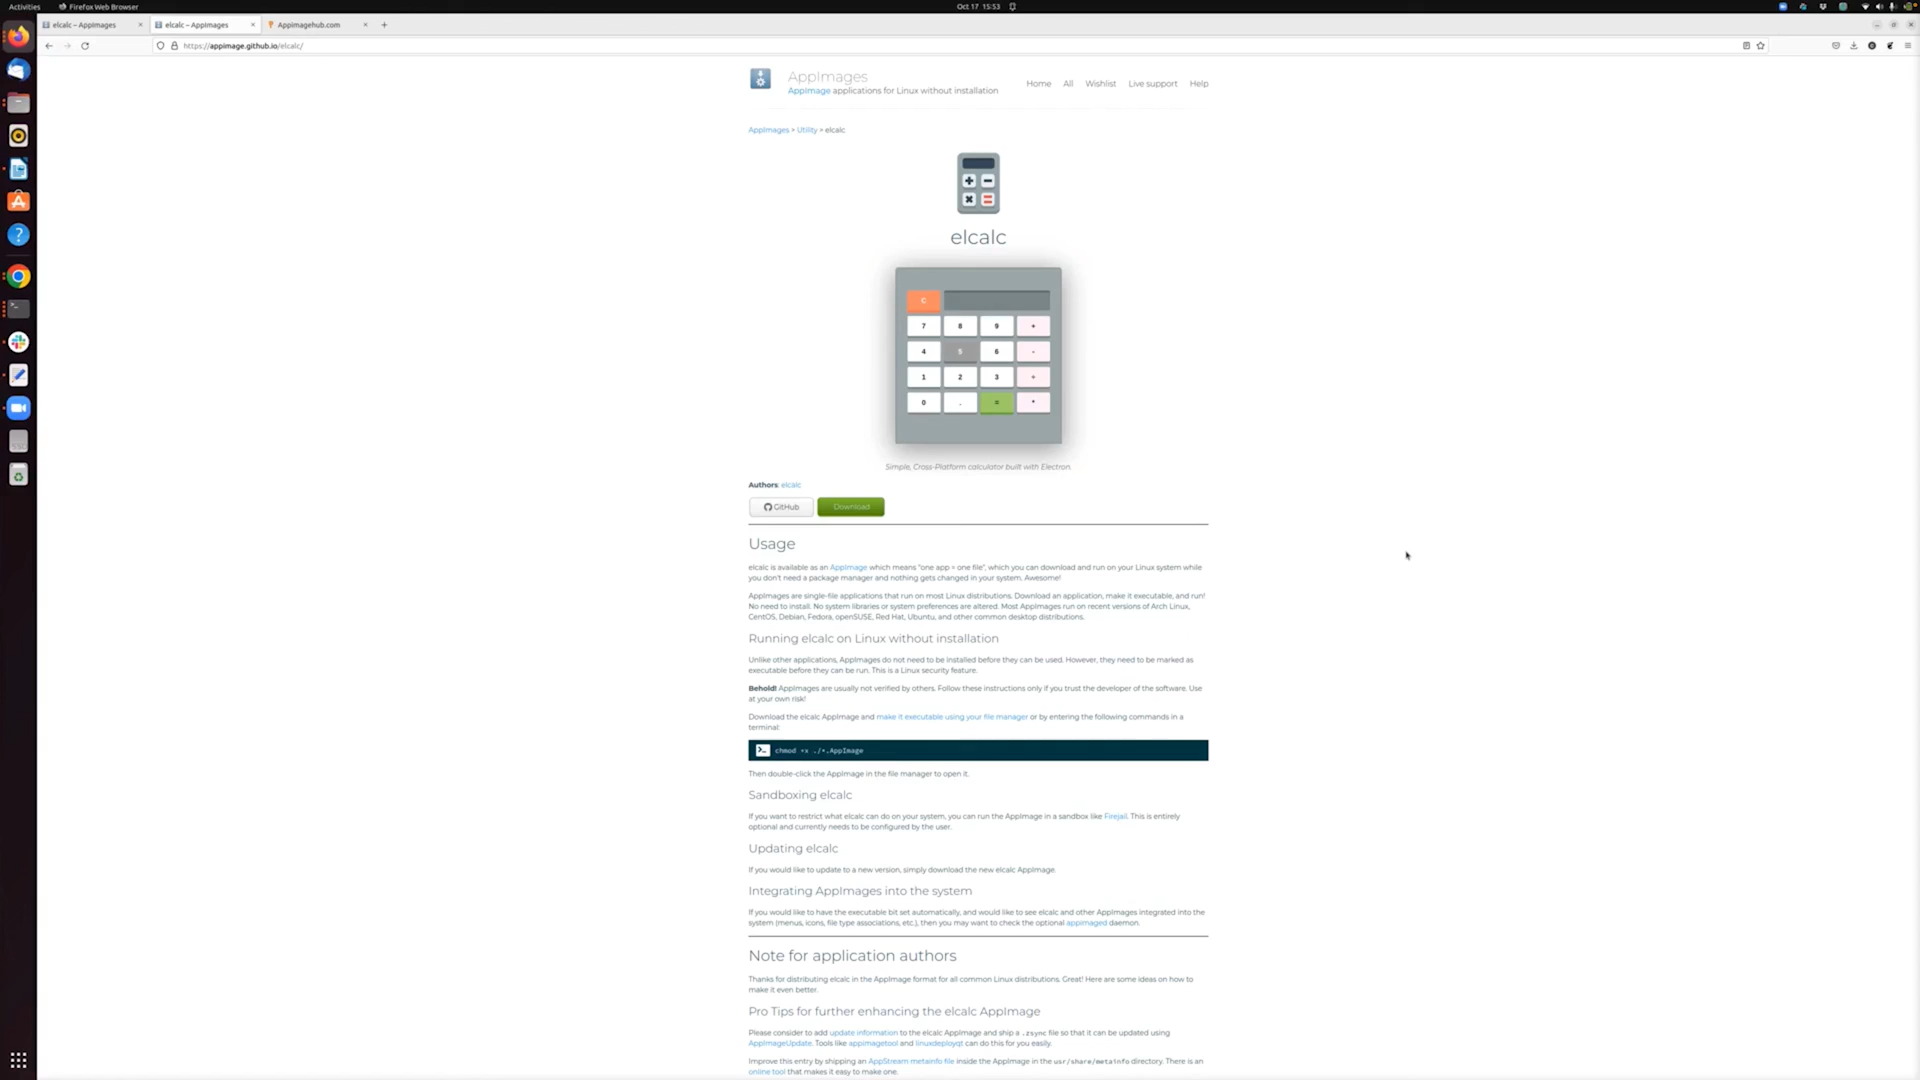 Activities
Firefox Web Browser
Oct 17 15:53
elcalc – AppImages
elcalc – AppImages
AppImagehub.com
https://appimage.github.io/elcalc/
AppImages
AppImage applications for Linux without installation
Home
All
Wishlist
Live support
Help
AppImages > Utility > elcalc
elcalc
C
7 8 9 +
4 5 6 -
1 2 3 ÷
0 . = *
Simple, Cross-Platform calculator built with Electron.
Authors: elcalc
GitHub
Download
Usage
elcalc is available as an AppImage which means "one app = one file", which you can download and run on your Linux system while
you don't need a package manager and nothing gets changed in your system. Awesome!
AppImages are single-file applications that run on most Linux distributions. Download an application, make it executable, and run!
No need to install. No system libraries or system preferences are altered. Most AppImages run on recent versions of Arch Linux,
CentOS, Debian, Fedora, openSUSE, Red Hat, Ubuntu, and other common desktop distributions.
Running elcalc on Linux without installation
Unlike other applications, AppImages do not need to be installed before they can be used. However, they need to be marked as
executable before they can be run. This is a Linux security feature.
Behold! AppImages are usually not verified by others. Follow these instructions only if you trust the developer of the software. Use
at your own risk!
Download the elcalc AppImage and make it executable using your file manager or by entering the following commands in a
terminal:
chmod +x ./*.AppImage
Then double-click the AppImage in the file manager to open it.
Sandboxing elcalc
If you want to restrict what elcalc can do on your system, you can run the AppImage in a sandbox like Firejail. This is entirely
optional and currently needs to be configured by the user.
Updating elcalc
If you would like to update to a new version, simply download the new elcalc AppImage.
Integrating AppImages into the system
If you would like to have the executable bit set automatically, and would like to see elcalc and other AppImages integrated into the
system (menus, icons, file type associations, etc.), then you may want to check the optional appimaged daemon.
Note for application authors
Thanks for distributing elcalc in the AppImage format for all common Linux distributions. Great! Here are some ideas on how to
make it even better.
Pro Tips for further enhancing the elcalc AppImage
Please consider to add update information to the elcalc AppImage and ship a .zsync file so that it can be updated using
AppImageUpdate. Tools like appimagetool and linuxdeployqt can do this for you easily.
Improve this entry by shipping an AppStream metainfo file inside the AppImage in the usr/share/metainfo directory. There is an
online tool that makes it easy to make one.